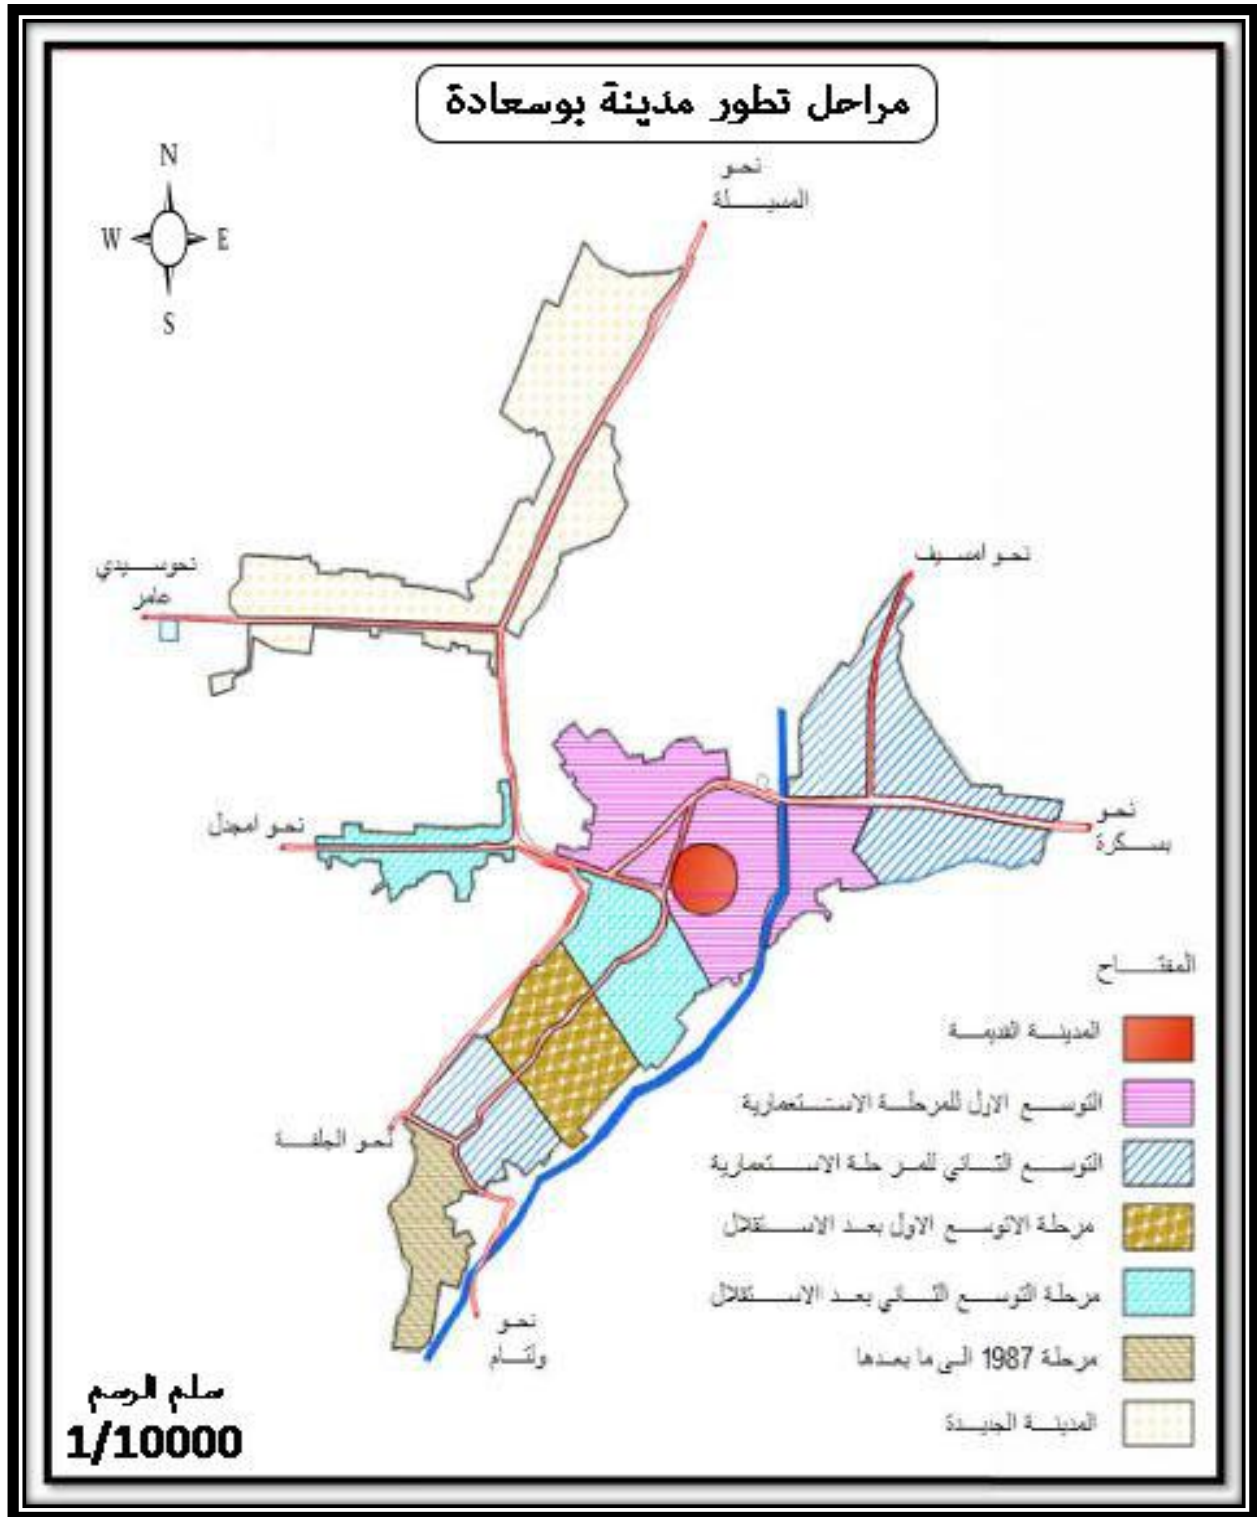 مراحل تطور مدينة بوسعادة
N
W
E
S
نحو
المسيلة
نحو سيدي
عامر
نحو امسيف
نحو امجدل
نحو
بسكرة
نحو الجلفة
نحو
ولتام
المفتاح
المدينة القديمة
التوسع الاول للمرحلة الاستعمارية
التوسع الثاني للمرحلة الاستعمارية
مرحلة الاتوسع الاول بعد الاستقلال
مرحلة التوسع الثاني بعد الاستقلال
مرحلة 1987 الى ما بعدها
المدينة الجديدة
سلم الرسم
1/10000